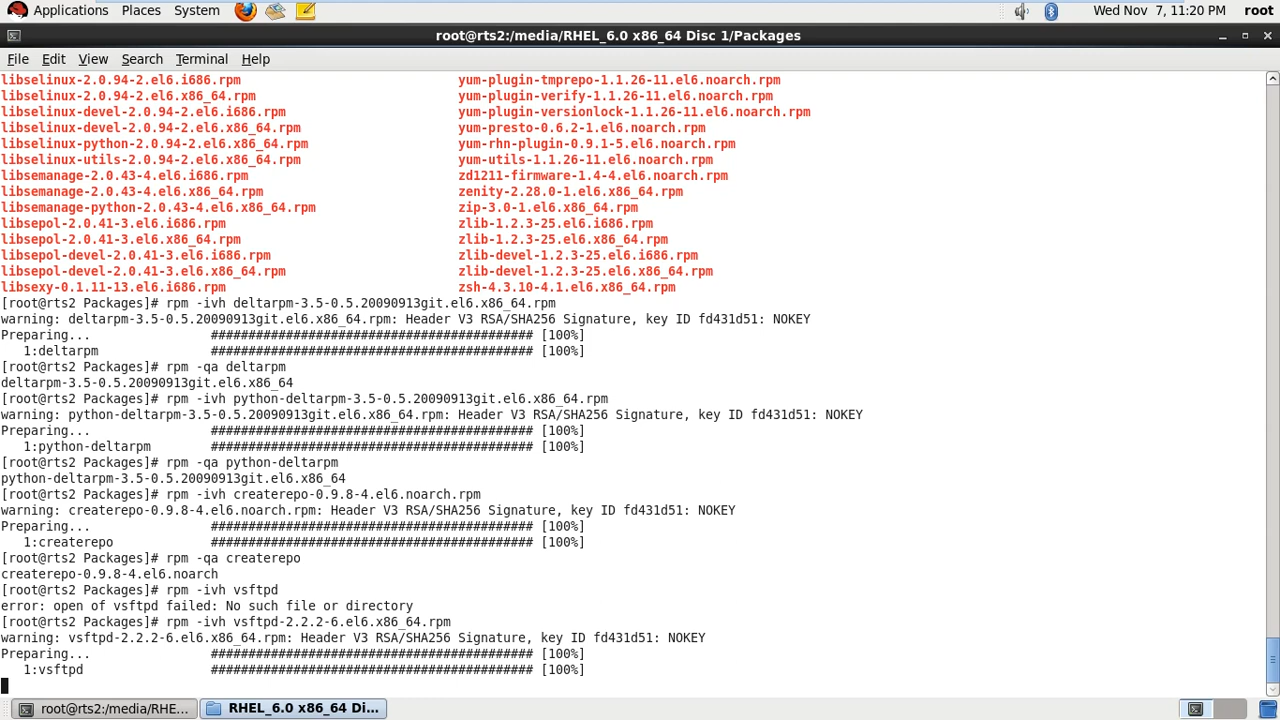 Applications Places System
Wed Nov 7, 11:20 PM root
root@rts2:/media/RHEL_6.0 x86_64 Disc 1/Packages
File Edit View Search Terminal Help
libselinux-2.0.94-2.el6.i686.rpm yum-plugin-tmprepo-1.1.26-11.el6.noarch.rpm
libselinux-2.0.94-2.el6.x86_64.rpm yum-plugin-verify-1.1.26-11.el6.noarch.rpm
libselinux-devel-2.0.94-2.el6.i686.rpm yum-plugin-versionlock-1.1.26-11.el6.noarch.rpm
libselinux-devel-2.0.94-2.el6.x86_64.rpm yum-presto-0.6.2-1.el6.noarch.rpm
libselinux-python-2.0.94-2.el6.x86_64.rpm yum-rhn-plugin-0.9.1-5.el6.noarch.rpm
libselinux-utils-2.0.94-2.el6.x86_64.rpm yum-utils-1.1.26-11.el6.noarch.rpm
libsemanage-2.0.43-4.el6.i686.rpm zd1211-firmware-1.4-4.el6.noarch.rpm
libsemanage-2.0.43-4.el6.x86_64.rpm zenity-2.28.0-1.el6.x86_64.rpm
libsemanage-python-2.0.43-4.el6.x86_64.rpm zip-3.0-1.el6.x86_64.rpm
libsepol-2.0.41-3.el6.i686.rpm zlib-1.2.3-25.el6.i686.rpm
libsepol-2.0.41-3.el6.x86_64.rpm zlib-1.2.3-25.el6.x86_64.rpm
libsepol-devel-2.0.41-3.el6.i686.rpm zlib-devel-1.2.3-25.el6.i686.rpm
libsepol-devel-2.0.41-3.el6.x86_64.rpm zlib-devel-1.2.3-25.el6.x86_64.rpm
libsexy-0.1.11-13.el6.i686.rpm zsh-4.3.10-4.1.el6.x86_64.rpm
[root@rts2 Packages]# rpm -ivh deltarpm-3.5-0.5.20090913git.el6.x86_64.rpm
warning: deltarpm-3.5-0.5.20090913git.el6.x86_64.rpm: Header V3 RSA/SHA256 Signature, key ID fd431d51: NOKEY
Preparing... ########################################### [100%]
1:deltarpm ########################################### [100%]
[root@rts2 Packages]# rpm -qa deltarpm
deltarpm-3.5-0.5.20090913git.el6.x86_64
[root@rts2 Packages]# rpm -ivh python-deltarpm-3.5-0.5.20090913git.el6.x86_64.rpm
warning: python-deltarpm-3.5-0.5.20090913git.el6.x86_64.rpm: Header V3 RSA/SHA256 Signature, key ID fd431d51: NOKEY
Preparing... ########################################### [100%]
1:python-deltarpm ########################################### [100%]
[root@rts2 Packages]# rpm -qa python-deltarpm
python-deltarpm-3.5-0.5.20090913git.el6.x86_64
[root@rts2 Packages]# rpm -ivh createrepo-0.9.8-4.el6.noarch.rpm
warning: createrepo-0.9.8-4.el6.noarch.rpm: Header V3 RSA/SHA256 Signature, key ID fd431d51: NOKEY
Preparing... ########################################### [100%]
1:createrepo ########################################### [100%]
[root@rts2 Packages]# rpm -qa createrepo
createrepo-0.9.8-4.el6.noarch
[root@rts2 Packages]# rpm -ivh vsftpd
error: open of vsftpd failed: No such file or directory
[root@rts2 Packages]# rpm -ivh vsftpd-2.2.2-6.el6.x86_64.rpm
warning: vsftpd-2.2.2-6.el6.x86_64.rpm: Header V3 RSA/SHA256 Signature, key ID fd431d51: NOKEY
Preparing... ########################################### [100%]
1:vsftpd ########################################### [100%]
root@rts2:/media/RHE... RHEL_6.0 x86_64 Di...